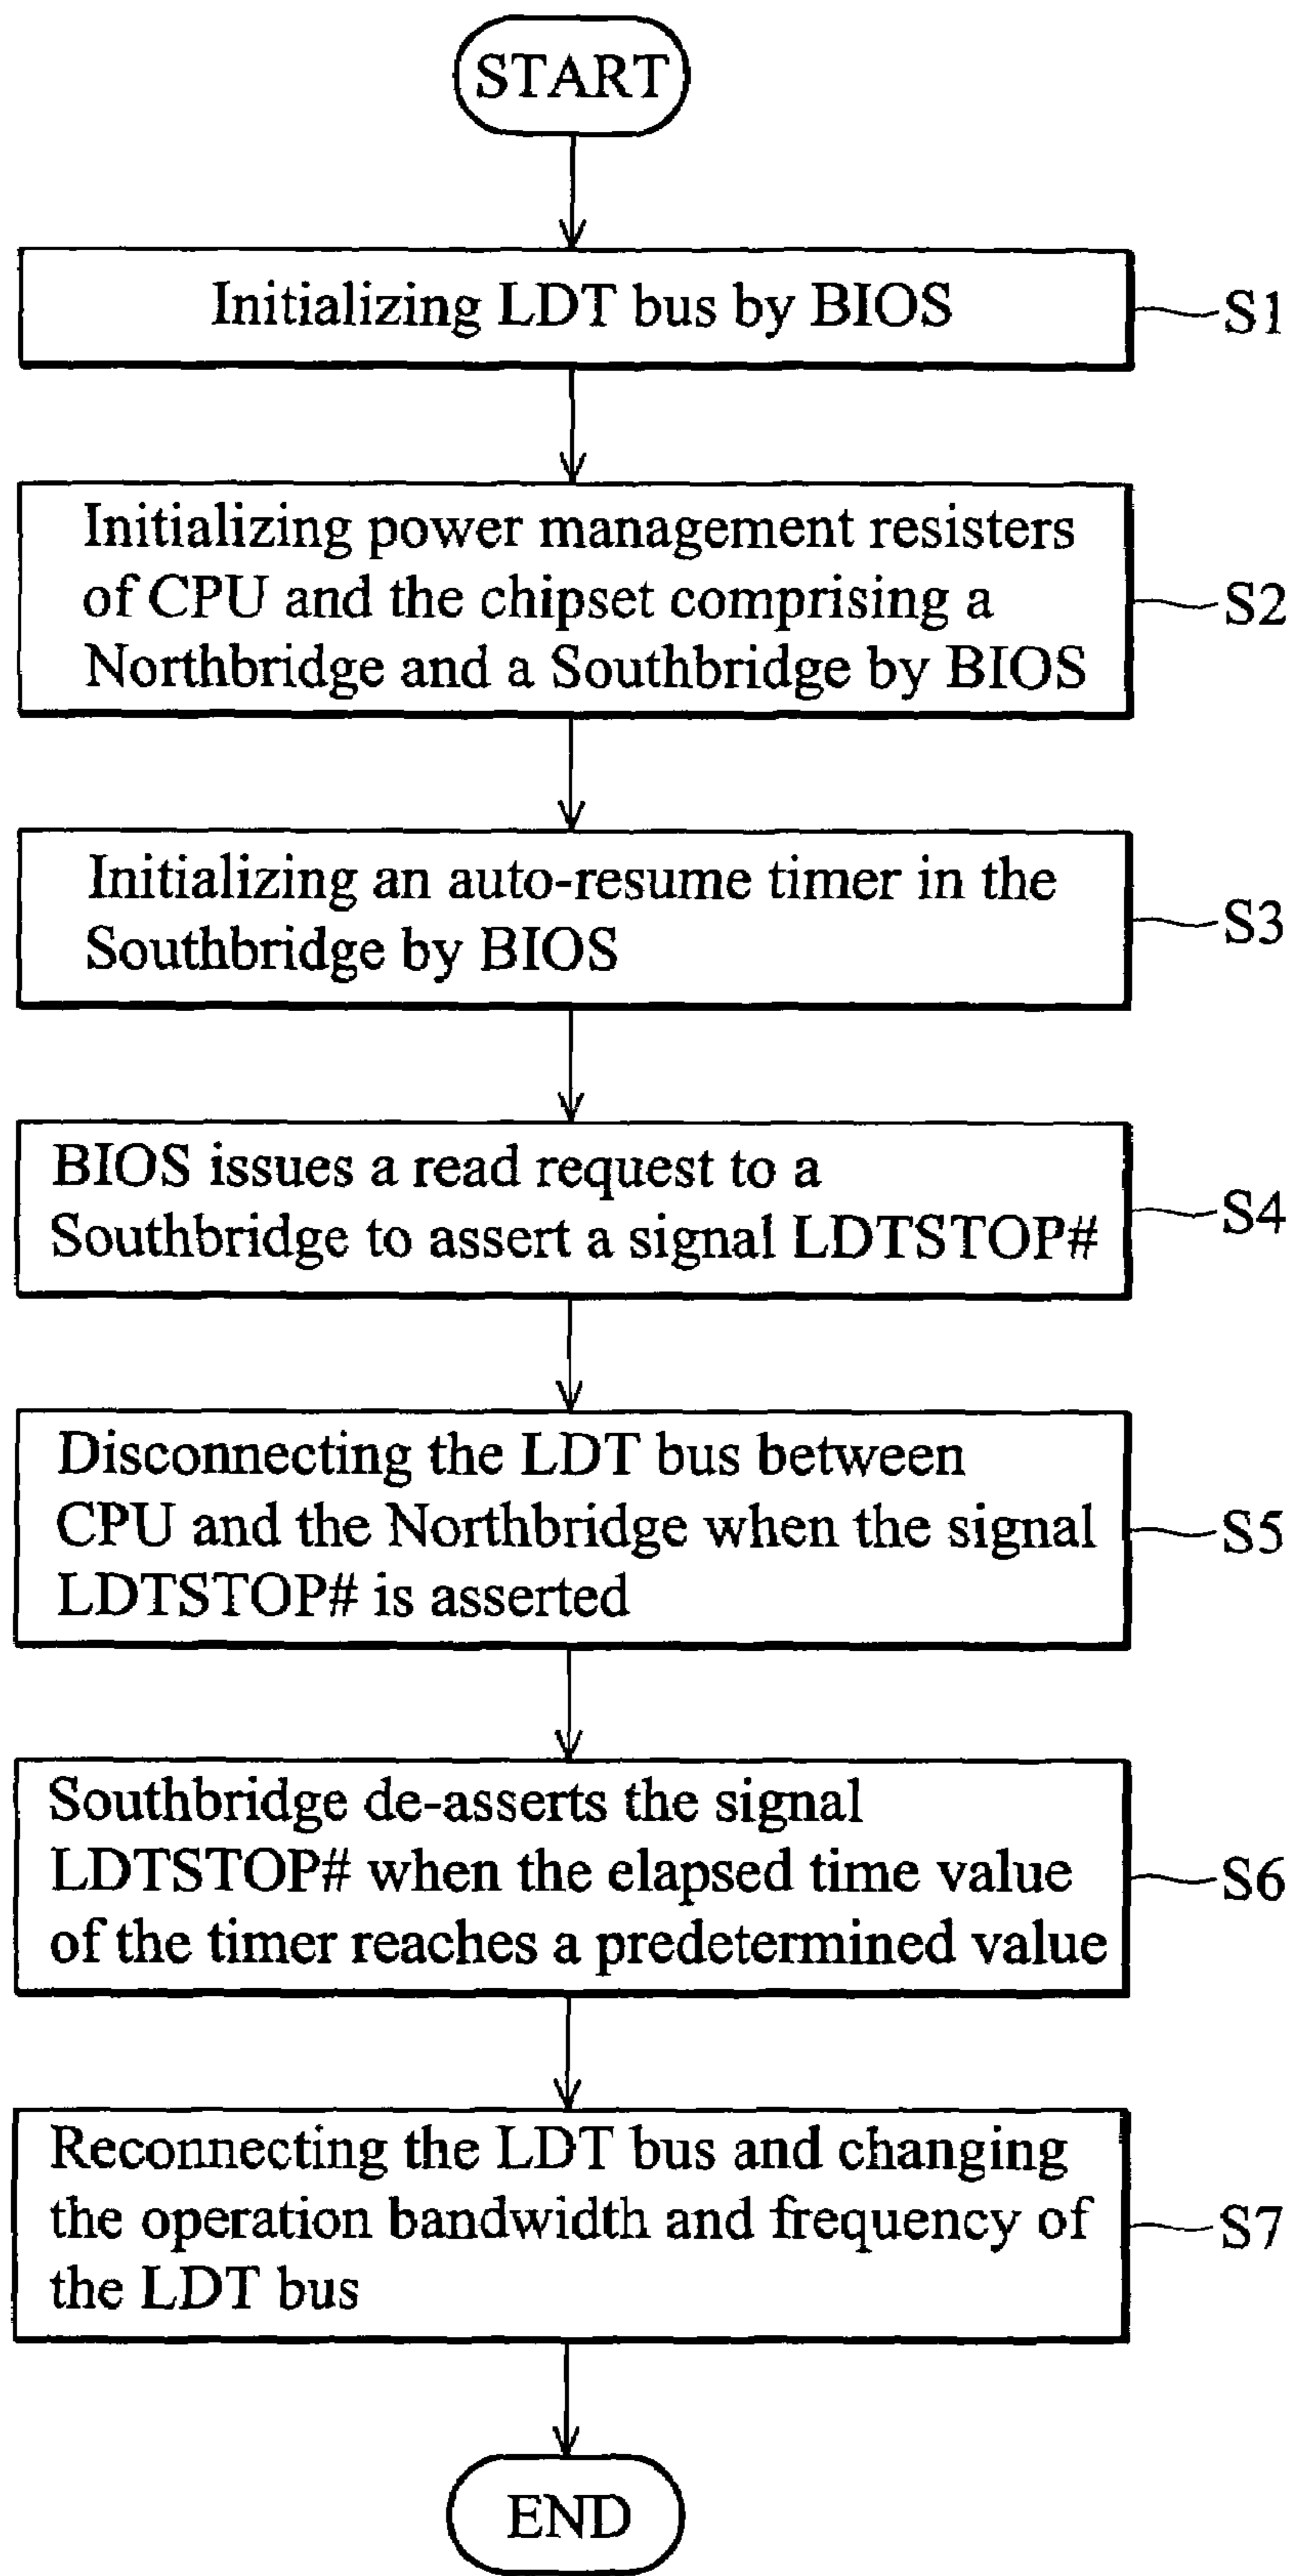 START
Initializing LDT bus by BIOS
S1
Initializing power management resisters
of CPU and the chipset comprising a
Northbridge and a Southbridge by BIOS
S2
Initializing an auto-resume timer in the
Southbridge by BIOS
S3
BIOS issues a read request to a
Southbridge to assert a signal LDTSTOP#
S4
Disconnecting the LDT bus between
CPU and the Northbridge when the signal
LDTSTOP# is asserted
S5
Southbridge de-asserts the signal
LDTSTOP# when the elapsed time value
of the timer reaches a predetermined value
S6
Reconnecting the LDT bus and changing
the operation bandwidth and frequency of
the LDT bus
S7
END